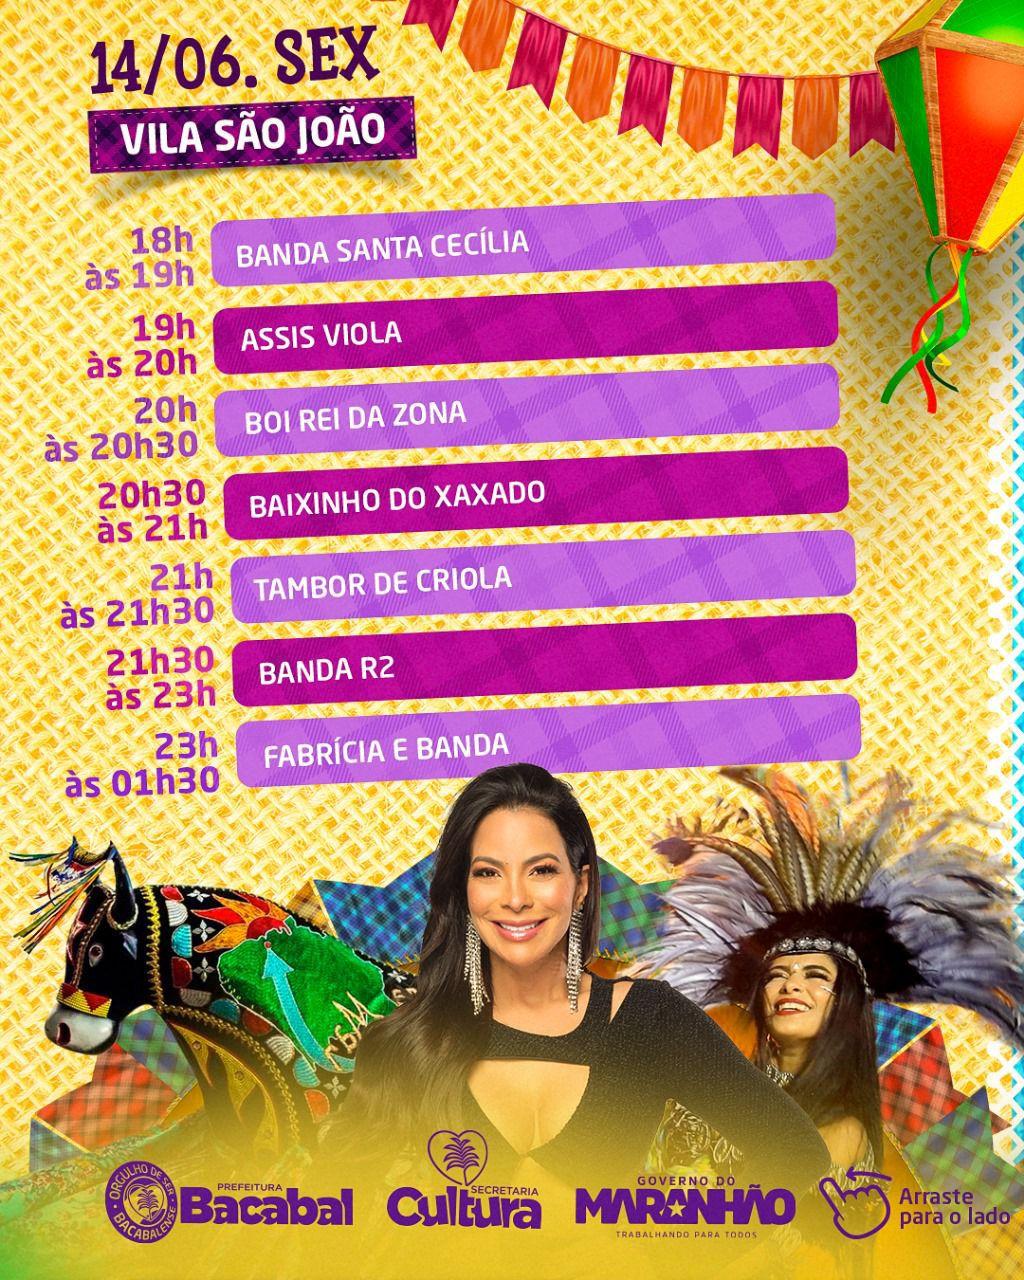 14/06. SEX
VILA SÃO JOÃO
18h
às 19h
BANDA SANTA CECÍLIA
19h
às 20h
ASSIS VIOLA
20h
às 20h30
BOI REI DA ZONA
20h30
às 21h
BAIXINHO DO XAXADO
21h
às 21h30
TAMBOR DE CRIOLA
21h30
às 23h
BANDA R2
23h
às 01h30
FABRÍCIA E BANDA
ORGULHO DE SER
BACABALENSE
PREFEITURA
Bacabal
SECRETARIA
Cultura
GOVERNO DO
MARANHÃO
TRABALHANDO PARA TODOS
Arraste
para o lado